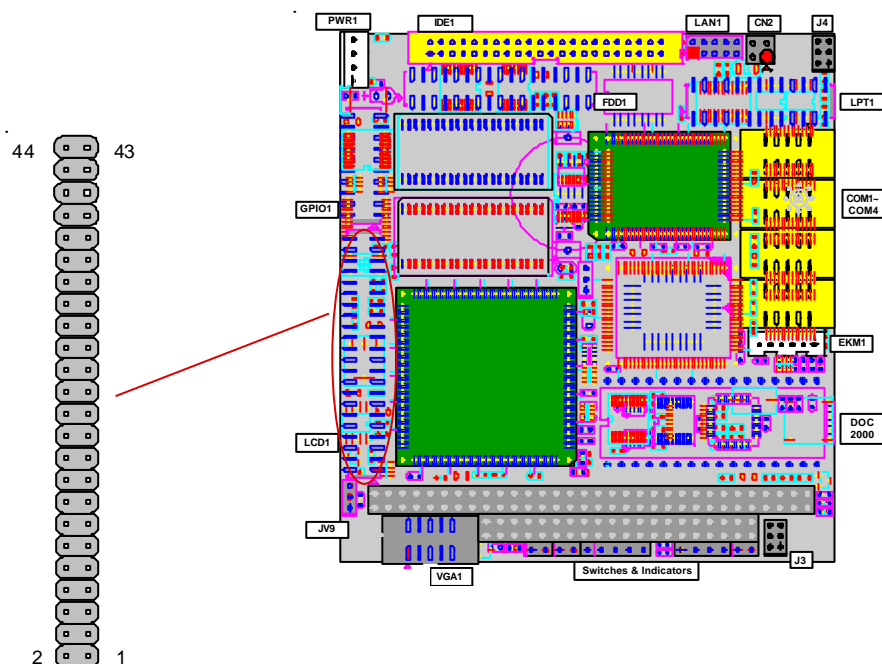 PWR1
IDE1
LAN1
CN2
J4
FDD1
LPT1
44
43
GPIO1
COM1~
COM4
EKM1
LCD1
DOC
2000
JV9
J3
VGA1
Switches & Indicators
2
1